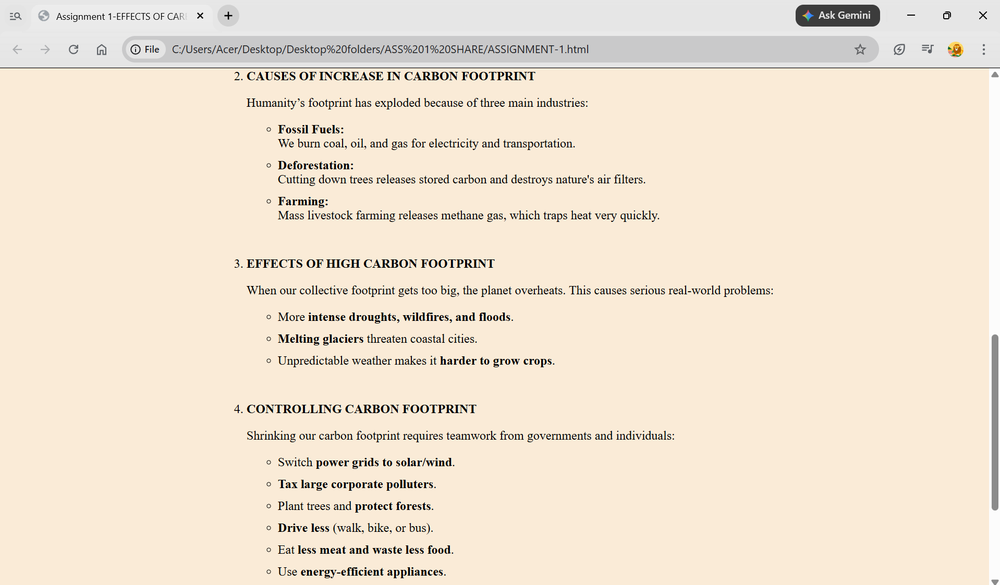 Assignment 1-EFFECTS OF CAR
Ask Gemini
File
C:/Users/Acer/Desktop/Desktop%20folders/ASS%201%20SHARE/ASSIGNMENT-1.html
2. CAUSES OF INCREASE IN CARBON FOOTPRINT
Humanity’s footprint has exploded because of three main industries:
Fossil Fuels:
We burn coal, oil, and gas for electricity and transportation.
Deforestation:
Cutting down trees releases stored carbon and destroys nature's air filters.
Farming:
Mass livestock farming releases methane gas, which traps heat very quickly.
3. EFFECTS OF HIGH CARBON FOOTPRINT
When our collective footprint gets too big, the planet overheats. This causes serious real-world problems:
More intense droughts, wildfires, and floods.
Melting glaciers threaten coastal cities.
Unpredictable weather makes it harder to grow crops.
4. CONTROLLING CARBON FOOTPRINT
Shrinking our carbon footprint requires teamwork from governments and individuals:
Switch power grids to solar/wind.
Tax large corporate polluters.
Plant trees and protect forests.
Drive less (walk, bike, or bus).
Eat less meat and waste less food.
Use energy-efficient appliances.